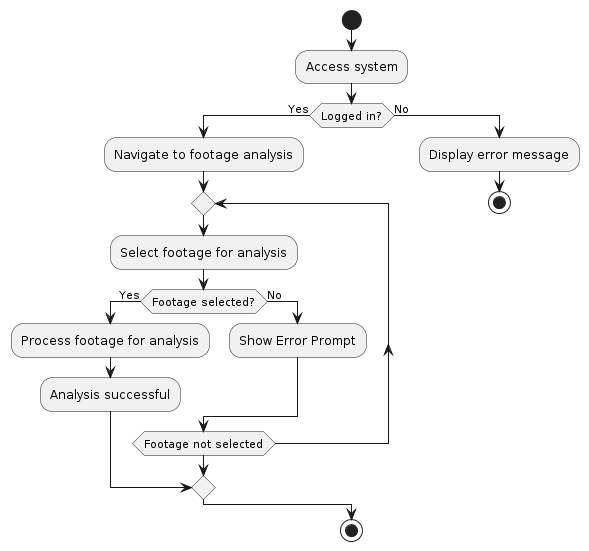 Access system
Yes
Logged in?
No
Navigate to footage analysis
Display error message
Select footage for analysis
Yes
Footage selected?
No
Process footage for analysis
Show Error Prompt
Analysis successful
Footage not selected